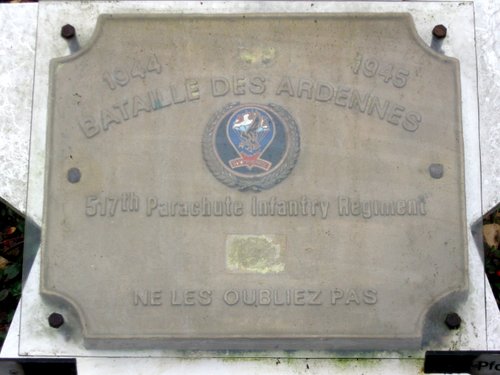 1944 1945
BATAILLE DES ARDENNES
517th Parachute Infantry Regiment
NE LES OUBLIEZ PAS